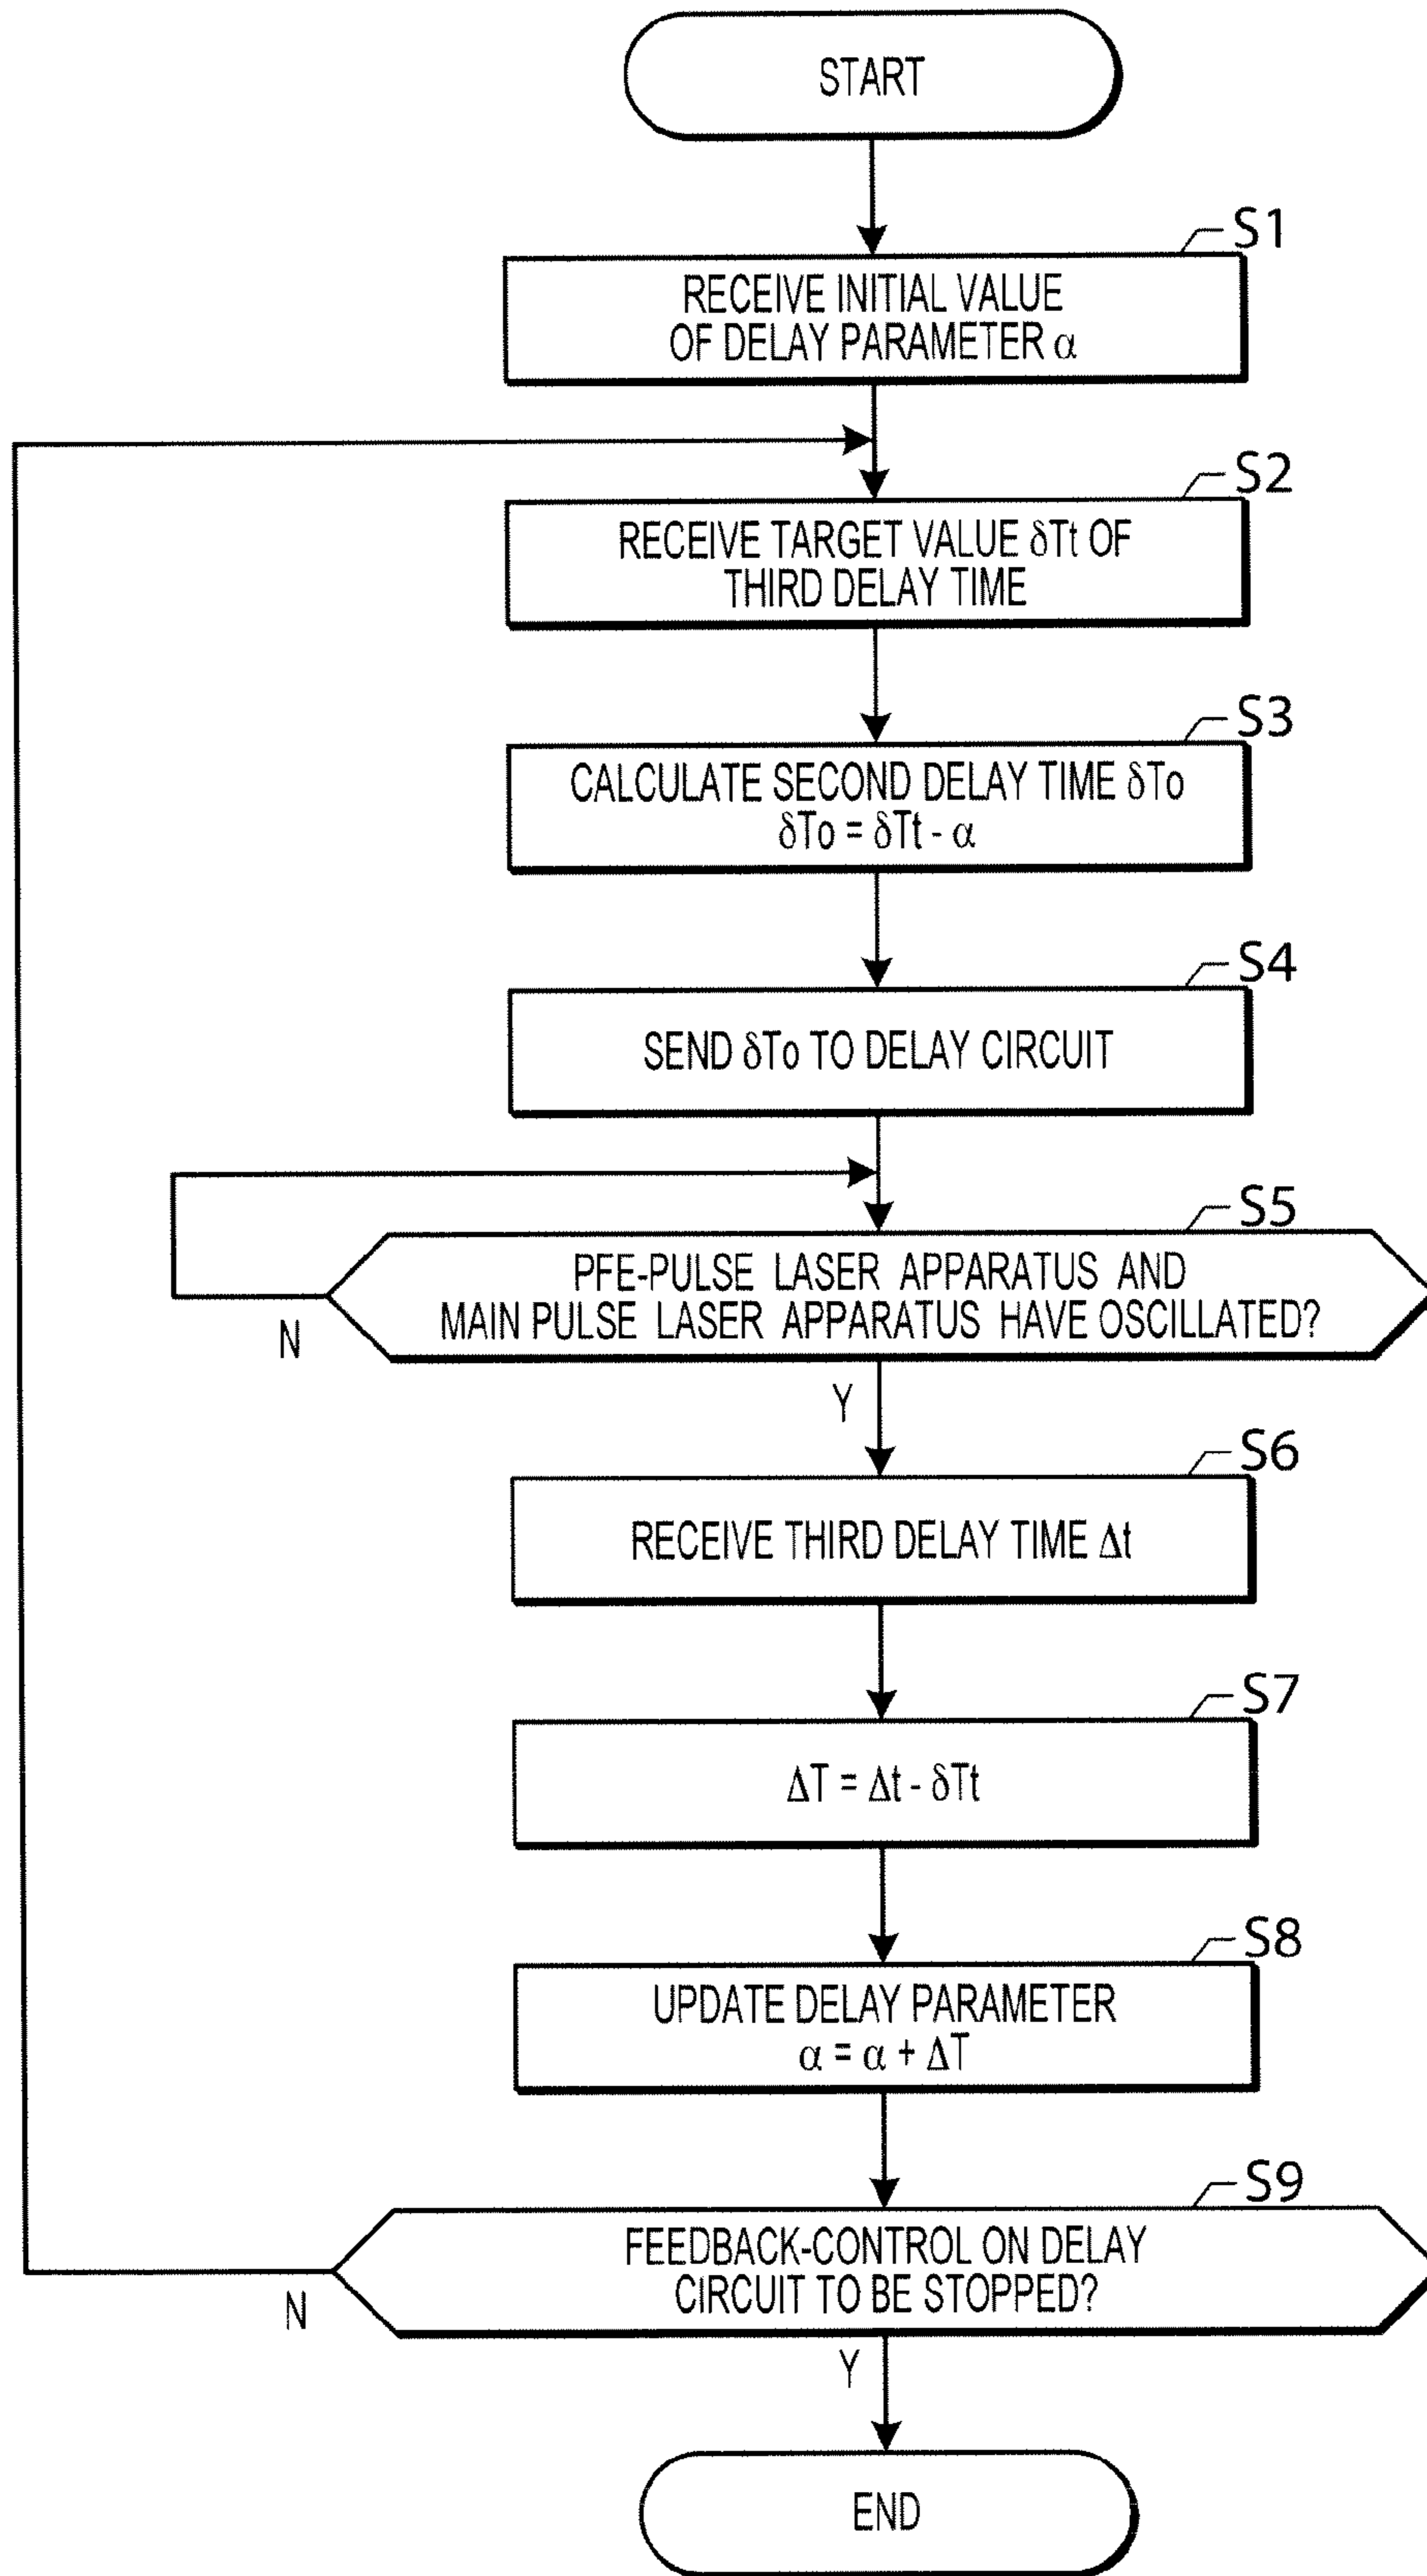 START
S1
RECEIVE INITIAL VALUE
OF DELAY PARAMETER α
S2
RECEIVE TARGET VALUE δTt OF
THIRD DELAY TIME
S3
CALCULATE SECOND DELAY TIME δTo
δTo = δTt - α
S4
SEND δTo TO DELAY CIRCUIT
S5
PFE-PULSE LASER APPARATUS AND
MAIN PULSE LASER APPARATUS HAVE OSCILLATED?
N
Y
S6
RECEIVE THIRD DELAY TIME Δt
S7
ΔT = Δt - δTt
S8
UPDATE DELAY PARAMETER
α = α + ΔT
S9
FEEDBACK-CONTROL ON DELAY
CIRCUIT TO BE STOPPED?
N
Y
END